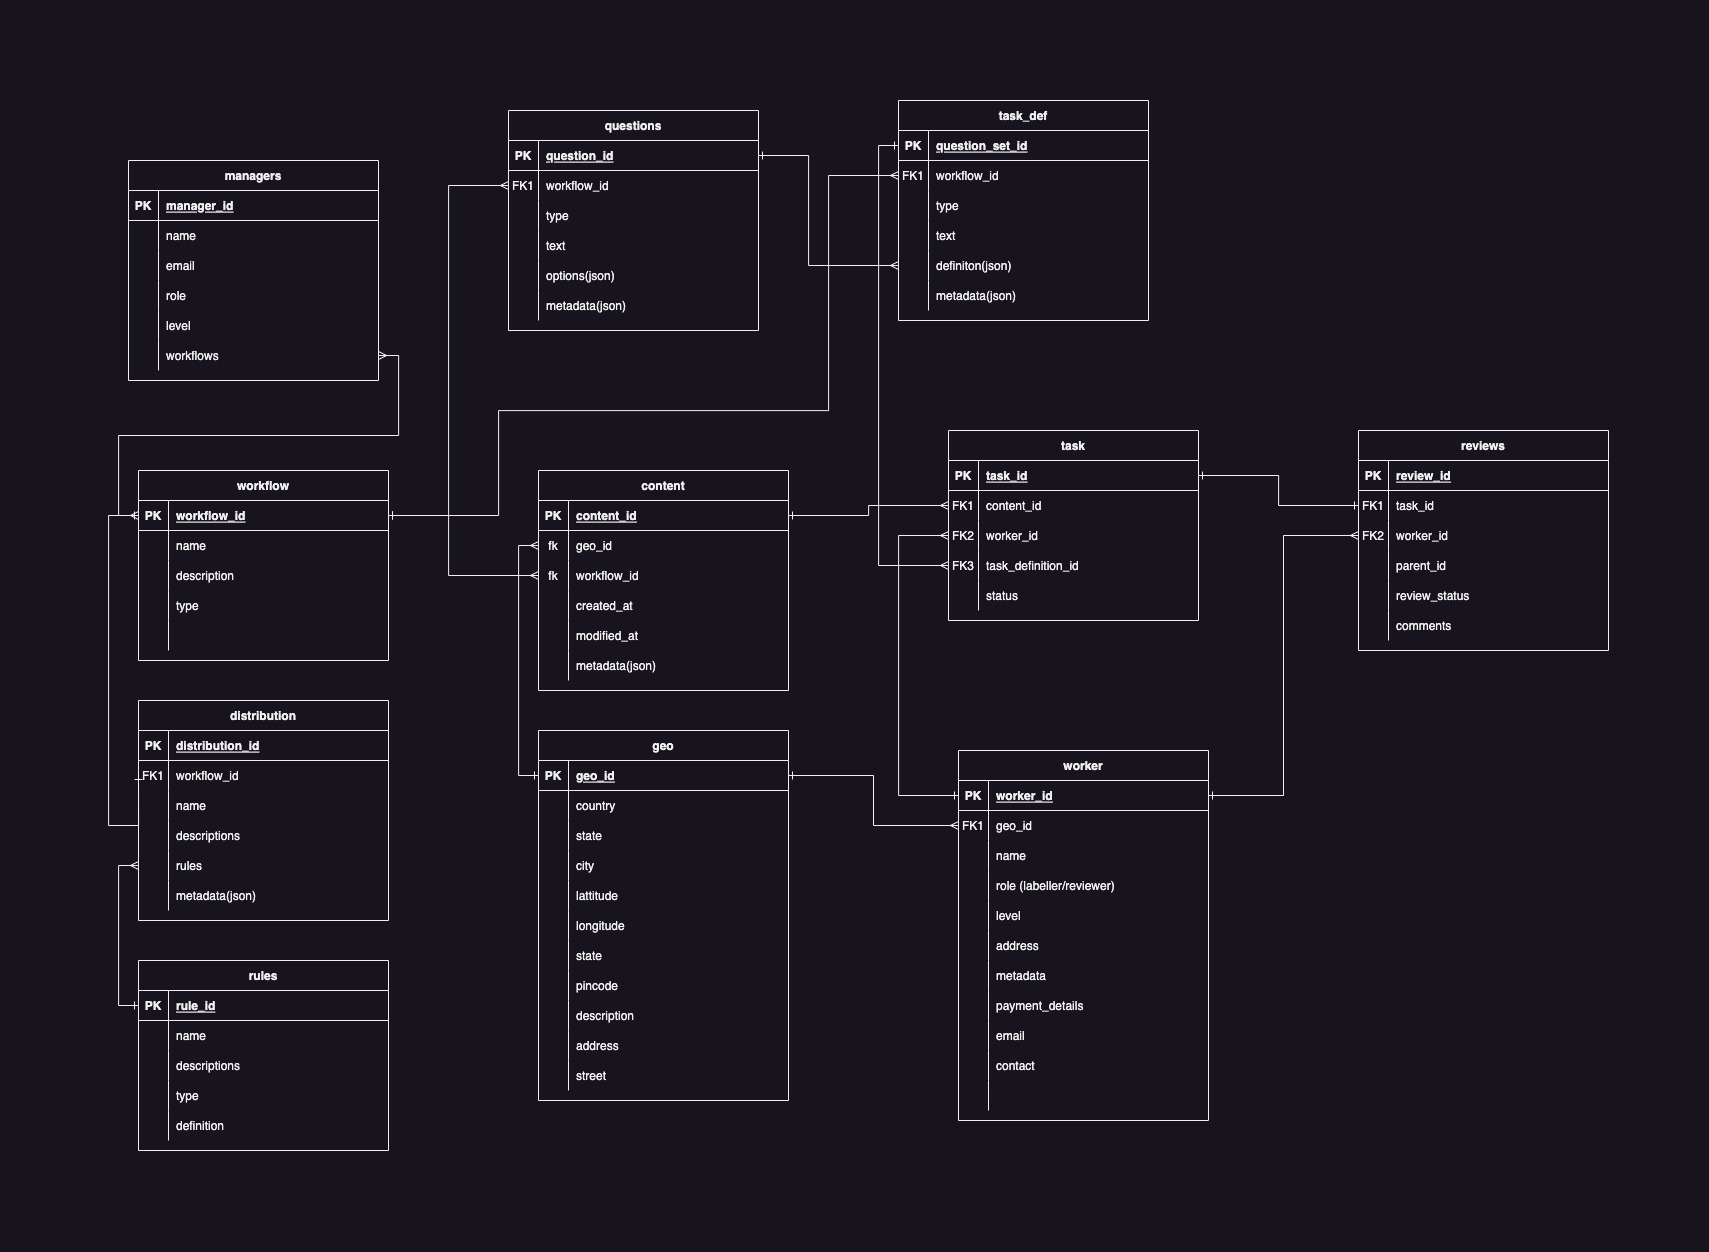 managers
PK manager_id
name
email
role
level
workflows
questions
PK question_id
FK1 workflow_id
type
text
options(json)
metadata(json)
task_def
PK question_set_id
FK1 workflow_id
type
text
definiton(json)
metadata(json)
workflow
PK workflow_id
name
description
type
content
PK content_id
fk geo_id
fk workflow_id
created_at
modified_at
metadata(json)
task
PK task_id
FK1 content_id
FK2 worker_id
FK3 task_definition_id
status
reviews
PK review_id
FK1 task_id
FK2 worker_id
parent_id
review_status
comments
distribution
PK distribution_id
FK1 workflow_id
name
descriptions
rules
metadata(json)
geo
PK geo_id
country
state
city
lattitude
longitude
state
pincode
description
address
street
worker
PK worker_id
FK1 geo_id
name
role (labeller/reviewer)
level
address
metadata
payment_details
email
contact
rules
PK rule_id
name
descriptions
type
definition